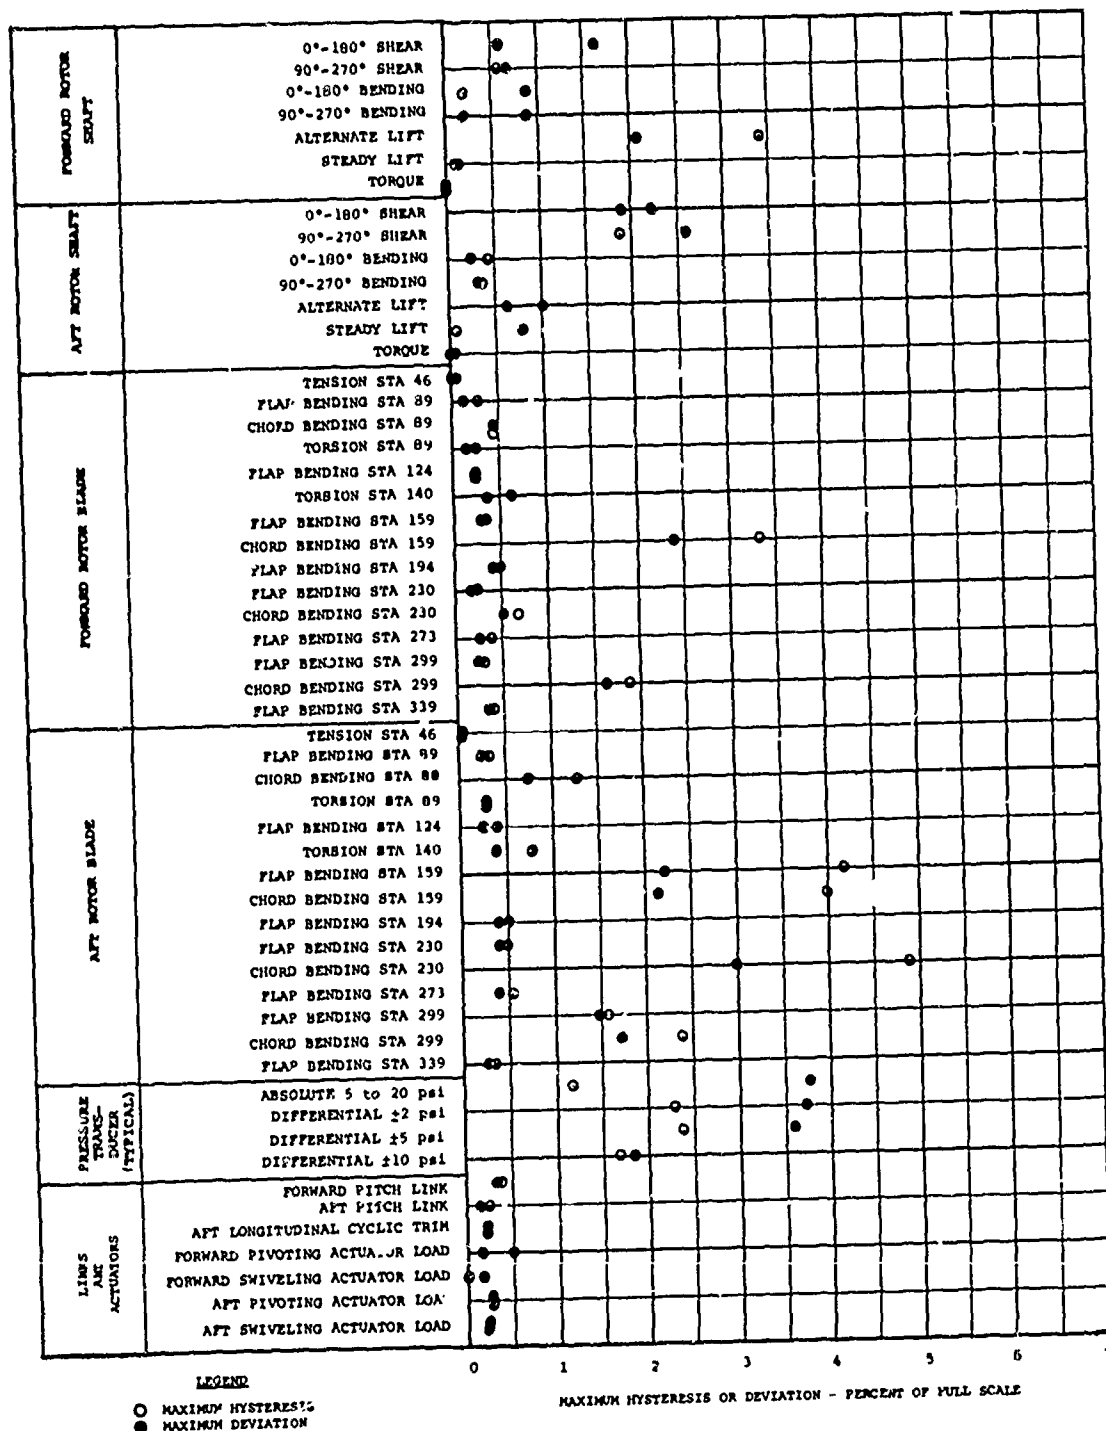 FORWARD ROTOR
SHAFT
0°-180° SHEAR
90°-270° SHEAR
0°-180° BENDING
90°-270° BENDING
ALTERNATE LIFT
STEADY LIFT
TORQUE
AFT ROTOR SHAFT
0°-180° SHEAR
90°-270° SHEAR
0°-180° BENDING
90°-270° BENDING
ALTERNATE LIFT
STEADY LIFT
TORQUE
FORWARD ROTOR BLADE
TENSION STA 46
FLAP BENDING STA 89
CHORD BENDING STA 89
TORSION STA 89
FLAP BENDING STA 124
TORSION STA 140
FLAP BENDING STA 159
CHORD BENDING STA 159
FLAP BENDING STA 194
FLAP BENDING STA 230
CHORD BENDING STA 230
FLAP BENDING STA 273
FLAP BENDING STA 299
CHORD BENDING STA 299
FLAP BENDING STA 339
AFT ROTOR BLADE
TENSION STA 46
FLAP BENDING STA 89
CHORD BENDING STA 89
TORSION STA 89
FLAP BENDING STA 124
TORSION STA 140
FLAP BENDING STA 159
CHORD BENDING STA 159
FLAP BENDING STA 194
FLAP BENDING STA 230
CHORD BENDING STA 230
FLAP BENDING STA 273
FLAP BENDING STA 299
CHORD BENDING STA 299
FLAP BENDING STA 339
PRESSURE
TRANS-
DUCER
(TYPICAL)
ABSOLUTE 5 to 20 psi
DIFFERENTIAL ±2 psi
DIFFERENTIAL ±5 psi
DIFFERENTIAL ±10 psi
LINKS
AND
ACTUATORS
FORWARD PITCH LINK
AFT PITCH LINK
AFT LONGITUDINAL CYCLIC TRIM
FORWARD PIVOTING ACTUATOR LOAD
FORWARD SWIVELING ACTUATOR LOAD
AFT PIVOTING ACTUATOR LOA
AFT SWIVELING ACTUATOR LOAD
0 1 2 3 4 5 6
MAXIMUM HYSTERESIS OR DEVIATION - PERCENT OF FULL SCALE
LEGEND
MAXIMUM HYSTERESIS
MAXIMUM DEVIATION